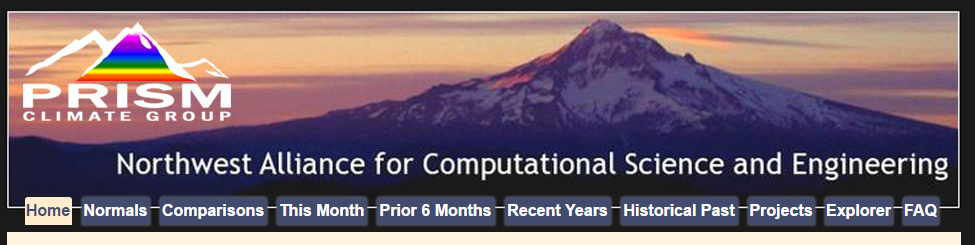 PRISM
CLIMATE GROUP
Northwest Alliance for Computational Science and Engineering
Home Normals Comparisons This Month Prior 6 Months Recent Years Historical Past Projects Explorer FAQ